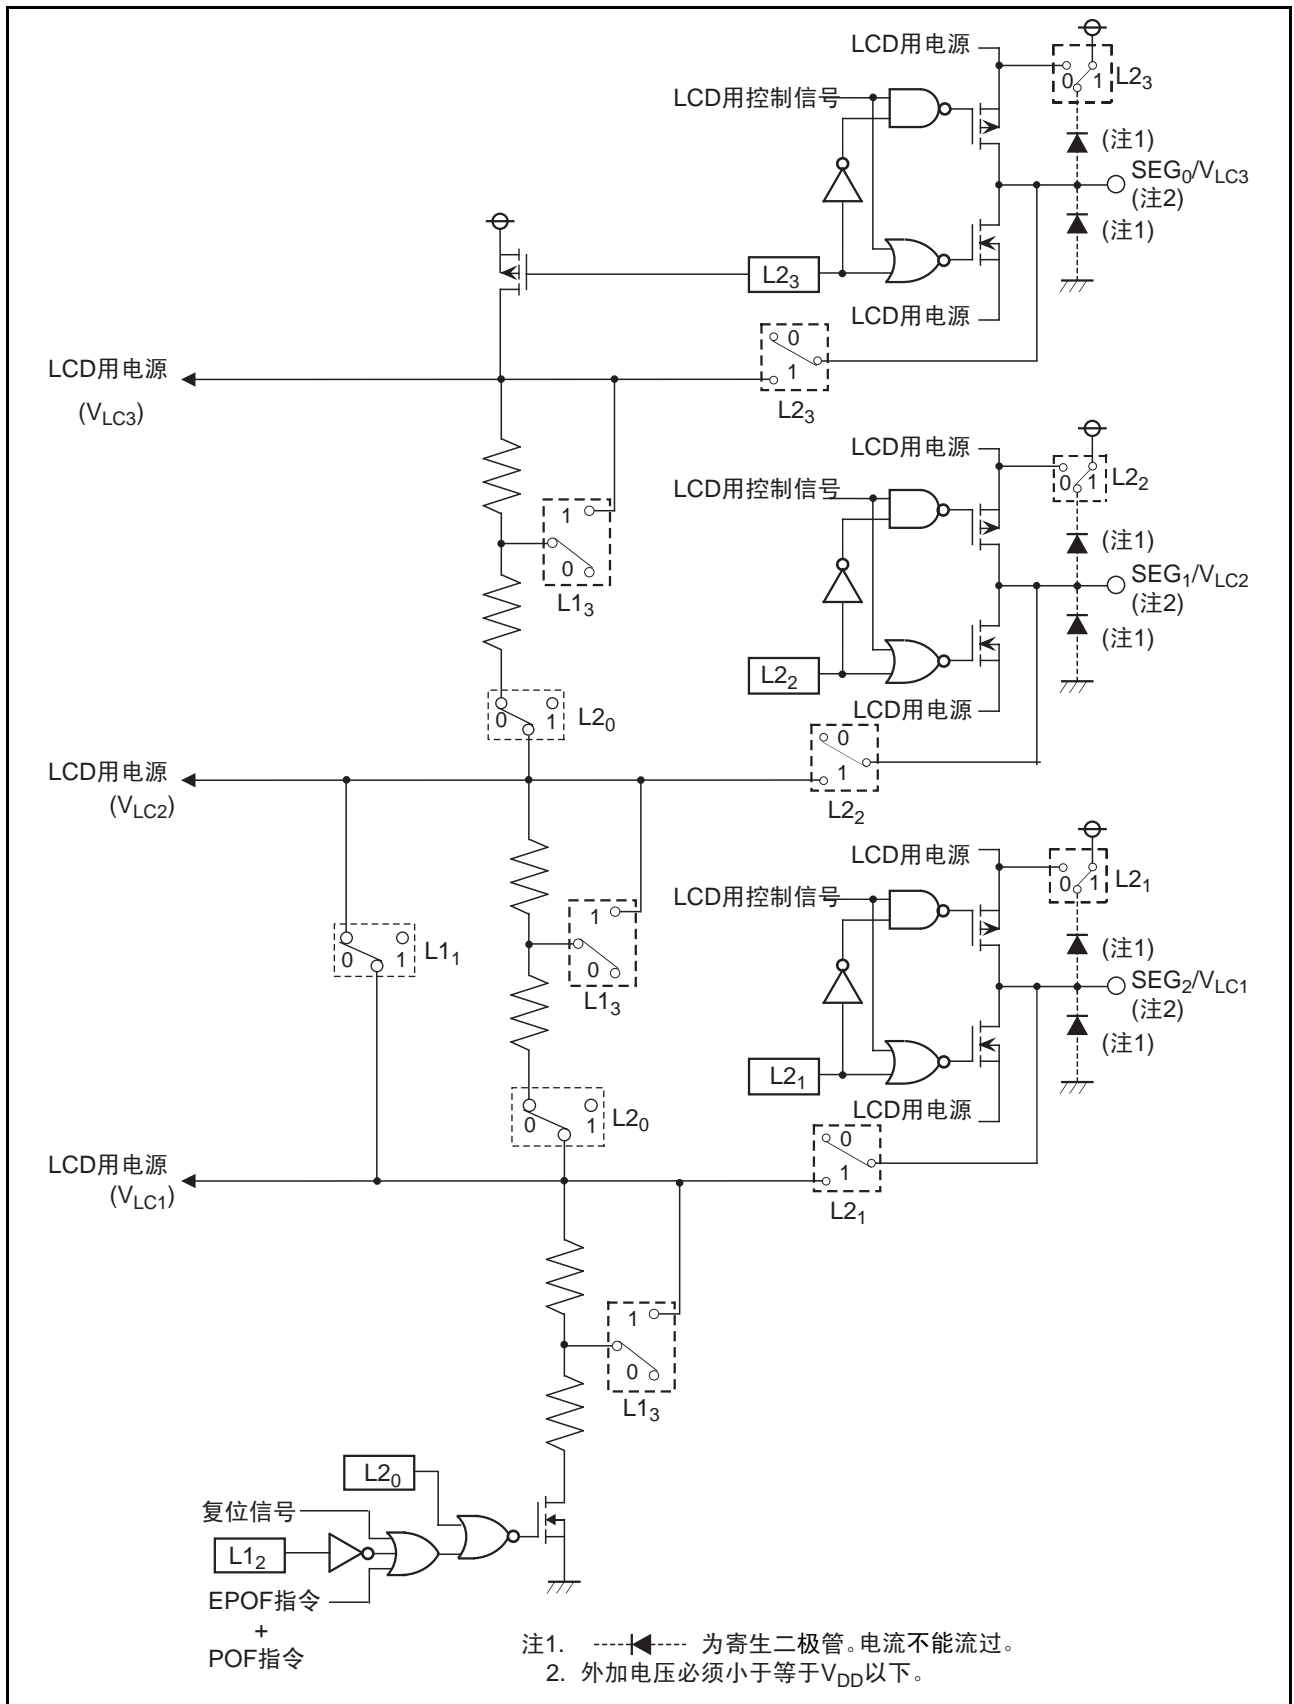 LCD用电源
0 1 L2₃
LCD用控制信号
(注1)
SEG₀/V_LC3
(注2)
(注1)
L2₃
LCD用电源
0
1
L2₃
LCD用电源
(V_LC3)
LCD用电源
0 1 L2₂
LCD用控制信号
1
0
L1₃
(注1)
SEG₁/V_LC2
(注2)
(注1)
L2₂
LCD用电源
0 1 L2₀
0
1
L2₂
LCD用电源
(V_LC2)
LCD用电源
0 1 L2₁
LCD用控制信号
1
0
L1₃
0 1 L1₁
(注1)
SEG₂/V_LC1
(注2)
(注1)
L2₁
LCD用电源
0 1 L2₀
0
1
L2₁
LCD用电源
(V_LC1)
1
0
L1₃
L2₀
复位信号
L1₂
EPOF指令
+
POF指令
注1. 为寄生二极管。电流不能流过。
2. 外加电压必须小于等于V_DD以下。